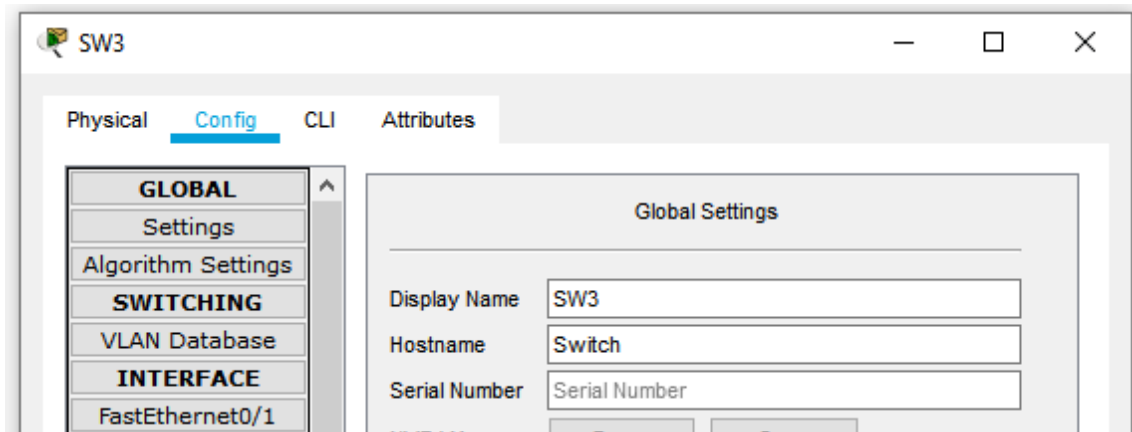 SW3
Physical Config CLI Attributes
GLOBAL
Settings
Algorithm Settings
SWITCHING
VLAN Database
INTERFACE
FastEthernet0/1
Global Settings
Display Name SW3
Hostname Switch
Serial Number Serial Number